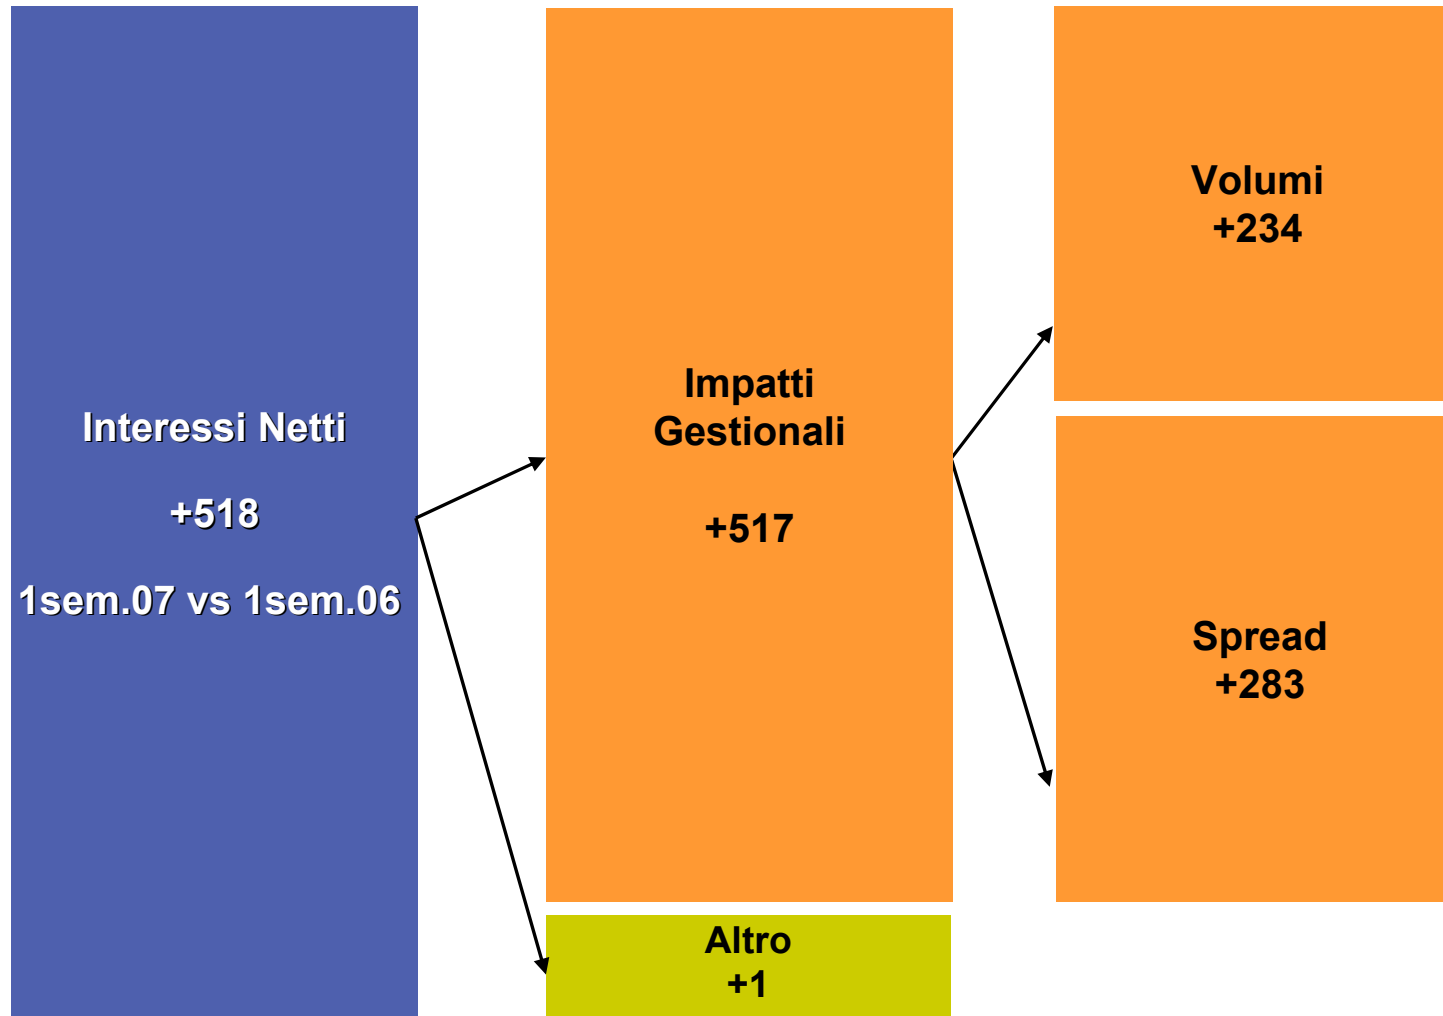 Interessi Netti
+518
1sem.07 vs 1sem.06
Impatti
Gestionali
+517
Altro
+1
Volumi
+234
Spread
+283